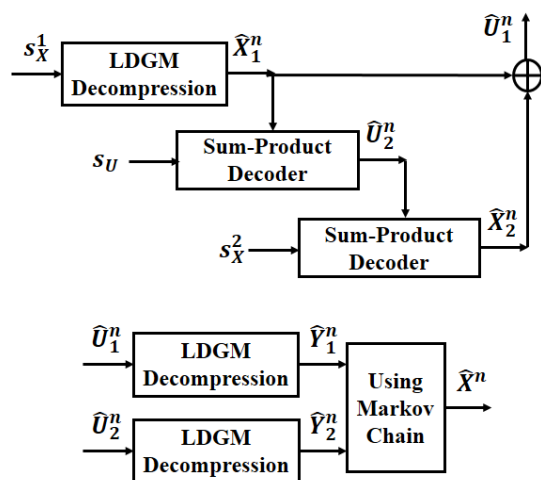 s_X^1
LDGM
Decompression
X̂_1^n
Û_1^n
s_U
Sum-Product
Decoder
Û_2^n
s_X^2
Sum-Product
Decoder
X̂_2^n
Û_1^n
LDGM
Decompression
Ŷ_1^n
Using
Markov
Chain
X̂^n
Û_2^n
LDGM
Decompression
Ŷ_2^n